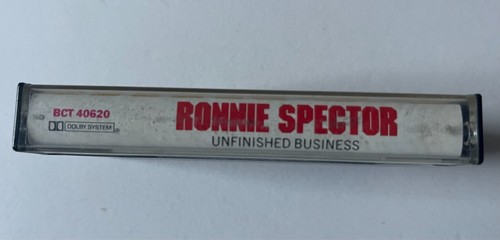 BCT 40620
DOLBY SYSTEM
RONNIE SPECTOR
UNFINISHED BUSINESS